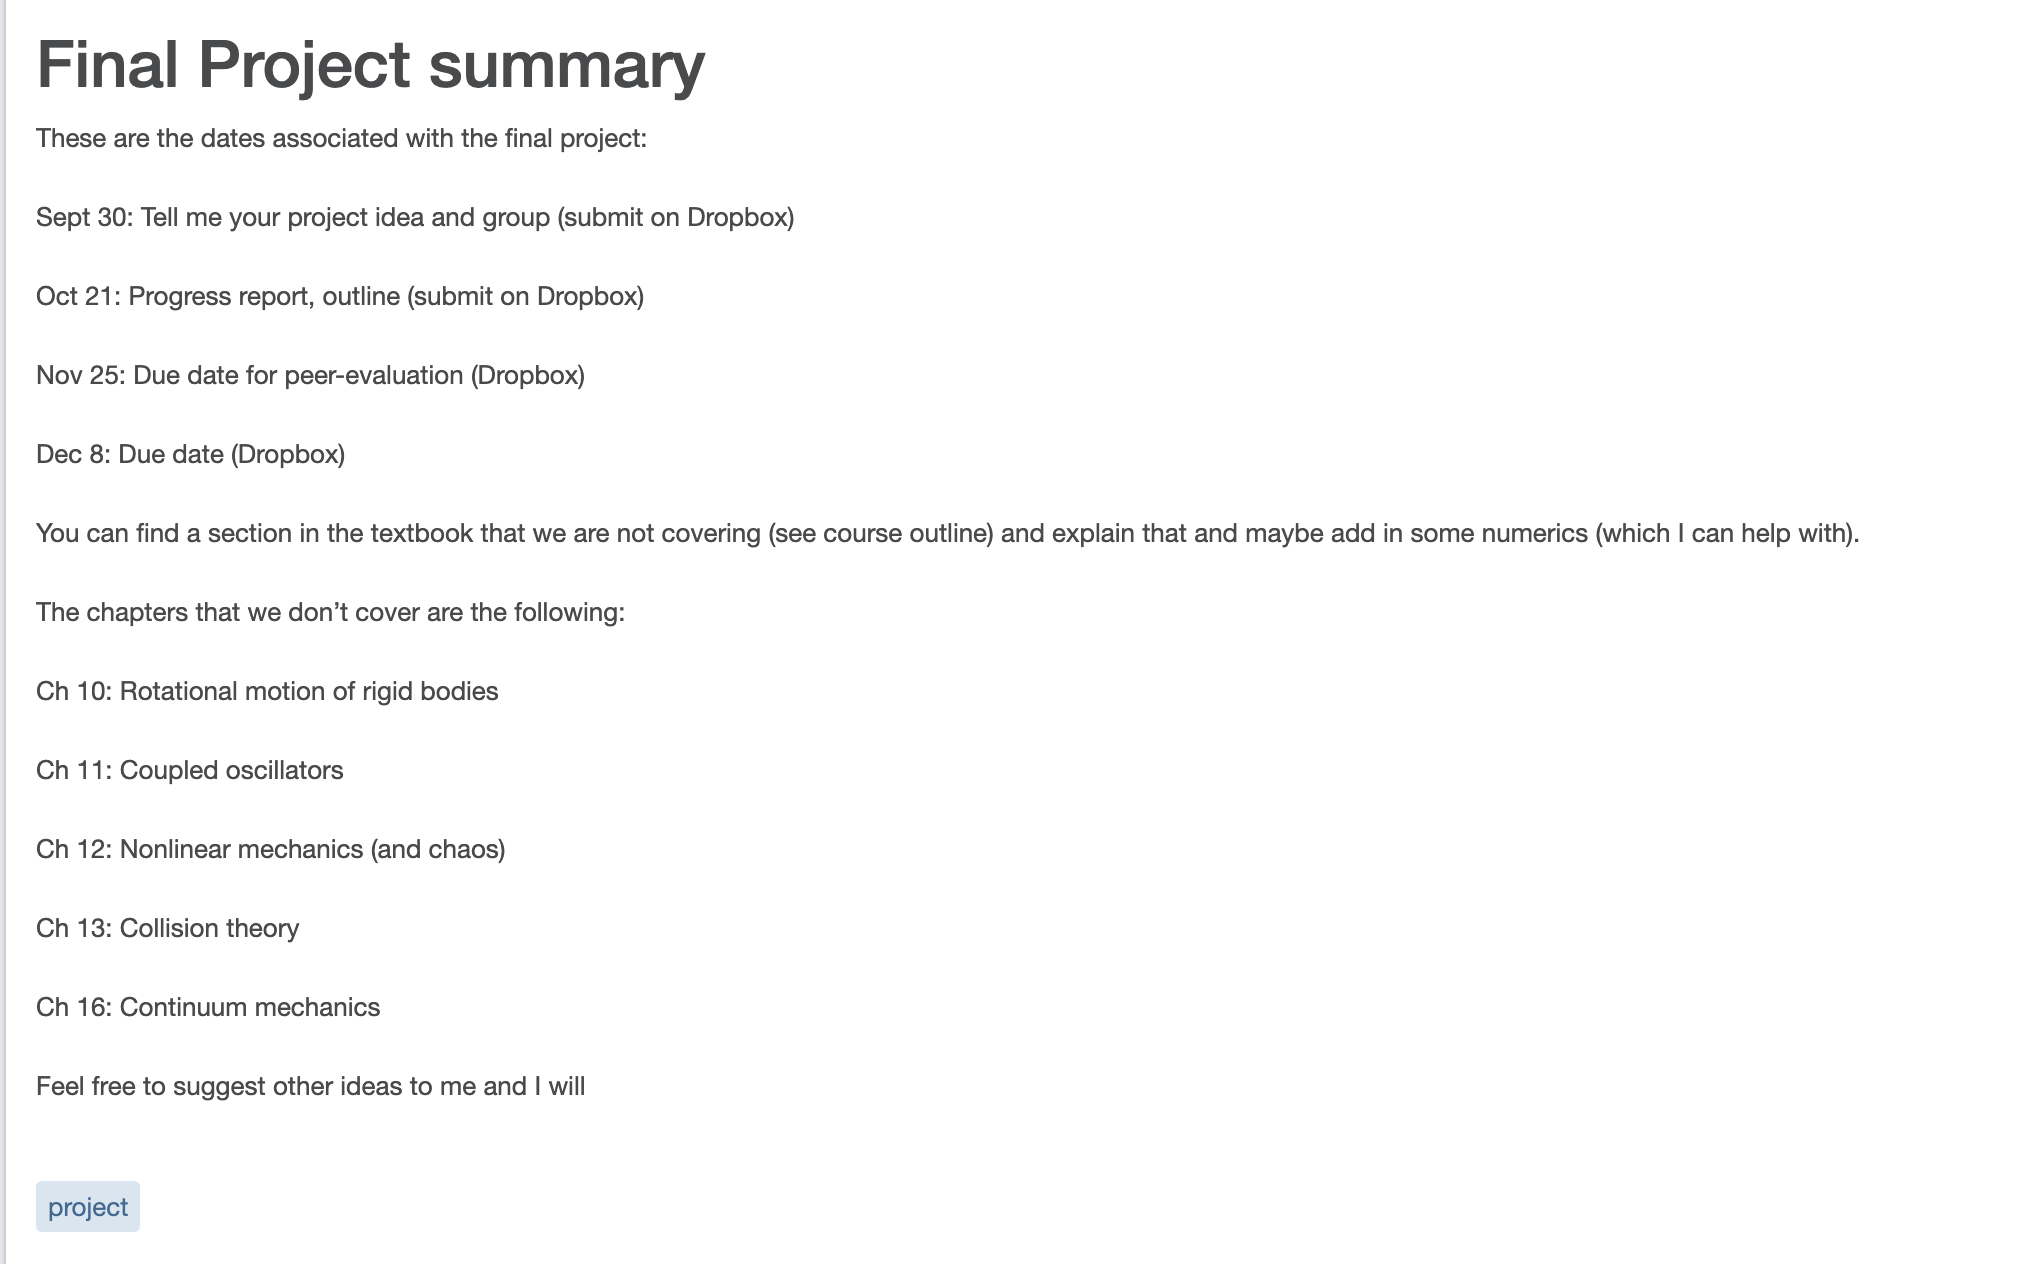 Final Project summary
These are the dates associated with the final project:
Sept 30: Tell me your project idea and group (submit on Dropbox)
Oct 21: Progress report, outline (submit on Dropbox)
Nov 25: Due date for peer-evaluation (Dropbox)
Dec 8: Due date (Dropbox)
You can find a section in the textbook that we are not covering (see course outline) and explain that and maybe add in some numerics (which I can help with).
The chapters that we don’t cover are the following:
Ch 10: Rotational motion of rigid bodies
Ch 11: Coupled oscillators
Ch 12: Nonlinear mechanics (and chaos)
Ch 13: Collision theory
Ch 16: Continuum mechanics
Feel free to suggest other ideas to me and I will
project